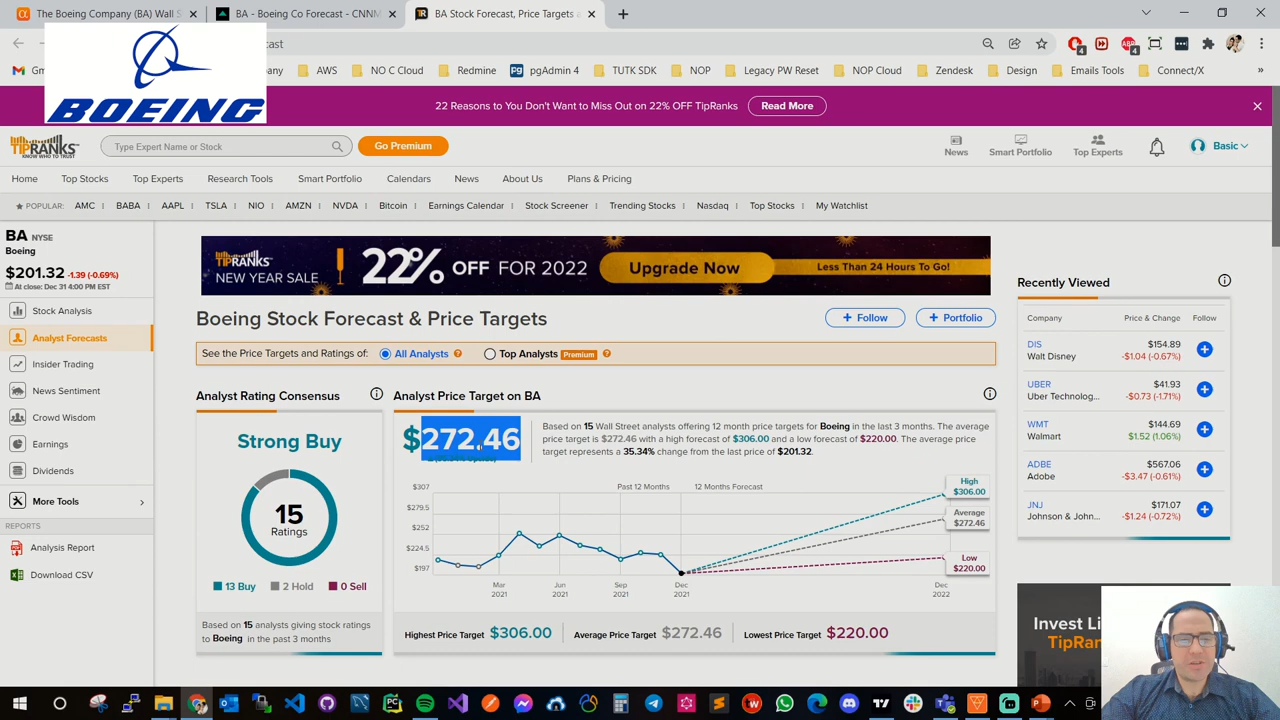 The Boeing Company (BA) Wall S
BA - Boeing Co Forecast - CNNM
BA Stock Forecast, Price Targets
cast
Gm
pany
AWS
NO C Cloud
Redmine
pgAdmin 4
TUTK SDK
NOP
Legacy PW Reset
NOP Cloud
Zendesk
Design
Emails Tools
Connect/X
BOEING
22 Reasons to You Don't Want to Miss Out on 22% OFF TipRanks
Read More
TIPRANKS
KNOW WHO TO TRUST
Type Expert Name or Stock
Go Premium
News
Smart Portfolio
Top Experts
Basic
Home
Top Stocks
Top Experts
Research Tools
Smart Portfolio
Calendars
News
About Us
Plans & Pricing
POPULAR:
AMC
BABA
AAPL
TSLA
NIO
AMZN
NVDA
Bitcoin
Earnings Calendar
Stock Screener
Trending Stocks
Nasdaq
Top Stocks
My Watchlist
BA NYSE
Boeing
$201.32 -1.39 (-0.69%)
At close: Dec 31 4:00 PM EST
Stock Analysis
Analyst Forecasts
Insider Trading
News Sentiment
Crowd Wisdom
Earnings
Dividends
More Tools
REPORTS
Analysis Report
Download CSV
TIPRANKS
NEW YEAR SALE
22% OFF FOR 2022
Upgrade Now
Less Than 24 Hours To Go!
Boeing Stock Forecast & Price Targets
+ Follow
+ Portfolio
See the Price Targets and Ratings of:
All Analysts
Top Analysts
Premium
Analyst Rating Consensus
Strong Buy
15
Ratings
13 Buy
2 Hold
0 Sell
Based on 15 analysts giving stock ratings
to Boeing in the past 3 months
Analyst Price Target on BA
$272.46
Based on 15 Wall Street analysts offering 12 month price targets for Boeing in the last 3 months. The average
price target is $272.46 with a high forecast of $306.00 and a low forecast of $220.00. The average price
target represents a 35.34% change from the last price of $201.32.
Past 12 Months
12 Months Forecast
$307
$279.5
$252
$224.5
$197
High
$306.00
Average
$272.46
Low
$220.00
Mar
2021
Jun
2021
Sep
2021
Dec
2021
Dec
2022
Highest Price Target $306.00
Average Price Target $272.46
Lowest Price Target $220.00
Recently Viewed
Company
Price & Change
Follow
DIS
$154.89
Walt Disney
-$1.04 (-0.67%)
UBER
$41.93
Uber Technolog...
-$0.73 (-1.71%)
WMT
$144.69
Walmart
$1.52 (1.06%)
ADBE
$567.06
Adobe
-$3.47 (-0.61%)
JNJ
$171.07
Johnson & John...
-$1.24 (-0.72%)
Invest Li
TipRan